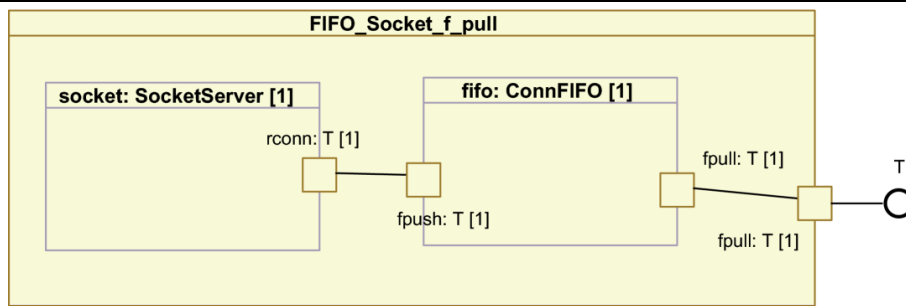 FIFO_Socket_f_pull
socket: SocketServer [1]
fifo: ConnFIFO [1]
rconn: T [1]
fpull: T [1]
T
fpush: T [1]
fpull: T [1]